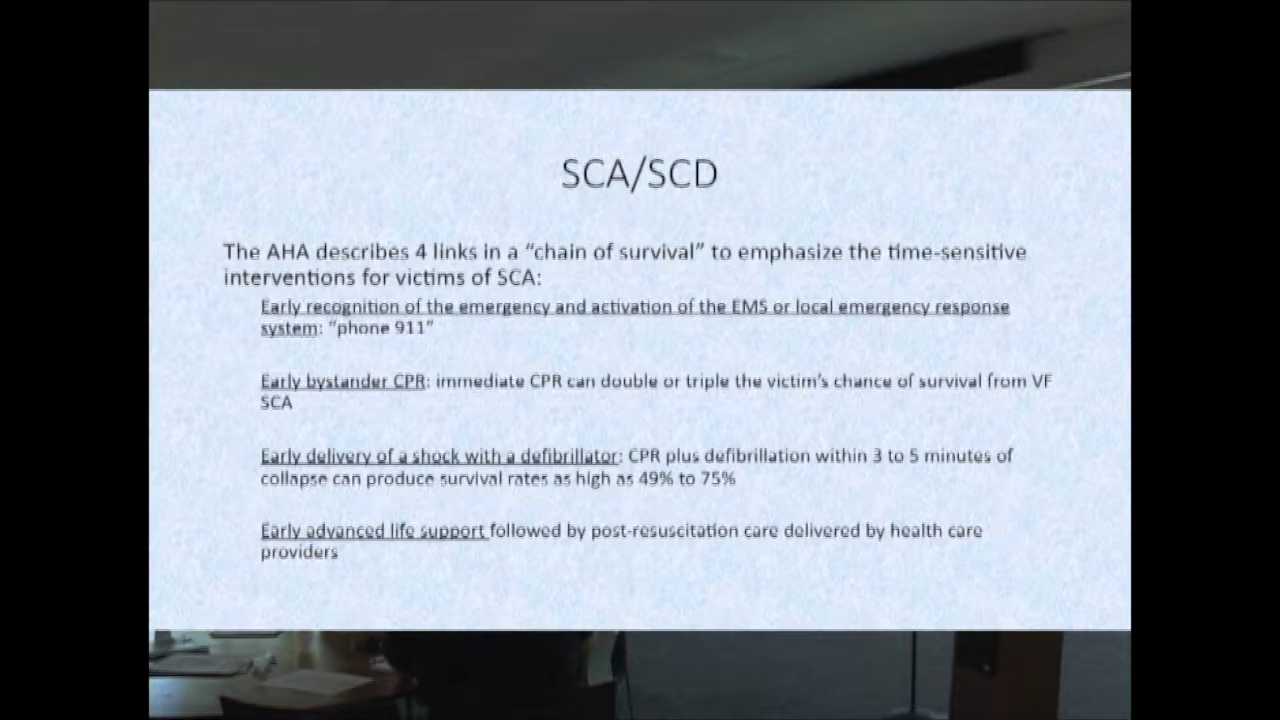 SCA/SCD
The AHA describes 4 links in a “chain of survival” to emphasize the time-sensitive
interventions for victims of SCA:
Early recognition of the emergency and activation of the EMS or local emergency response
system: “phone 911”
Early bystander CPR: immediate CPR can double or triple the victim’s chance of survival from VF
SCA
Early delivery of a shock with a defibrillator: CPR plus defibrillation within 3 to 5 minutes of
collapse can produce survival rates as high as 49% to 75%
Early advanced life support followed by post-resuscitation care delivered by health care
providers